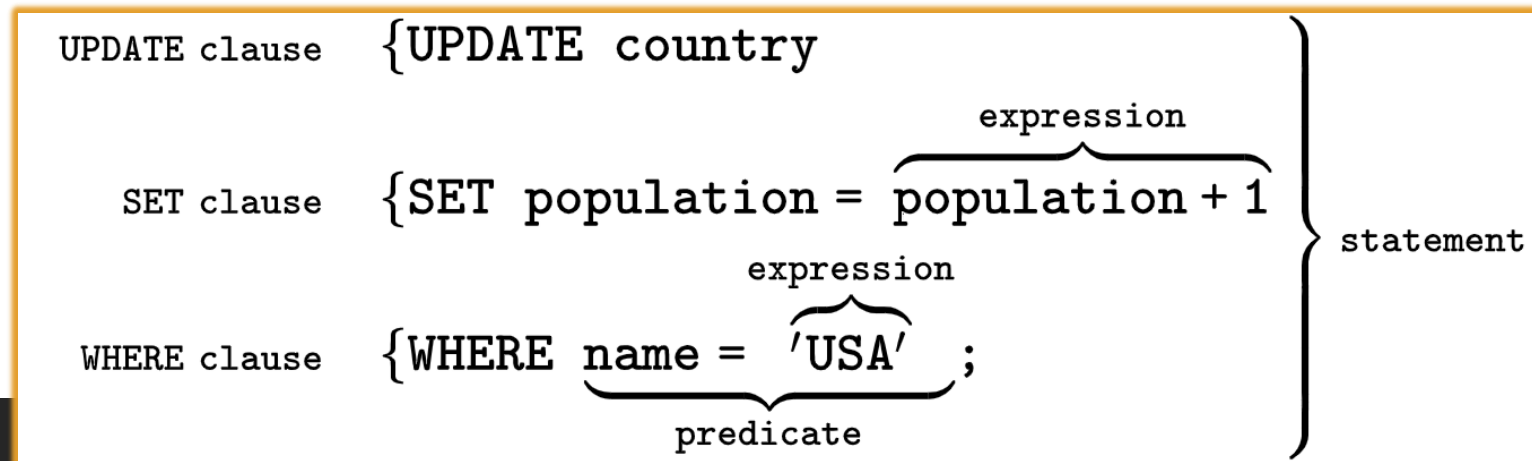 UPDATE clause {UPDATE country
expression
SET clause {SET population = population + 1
statement
expression
WHERE clause {WHERE name = 'USA' ;
predicate